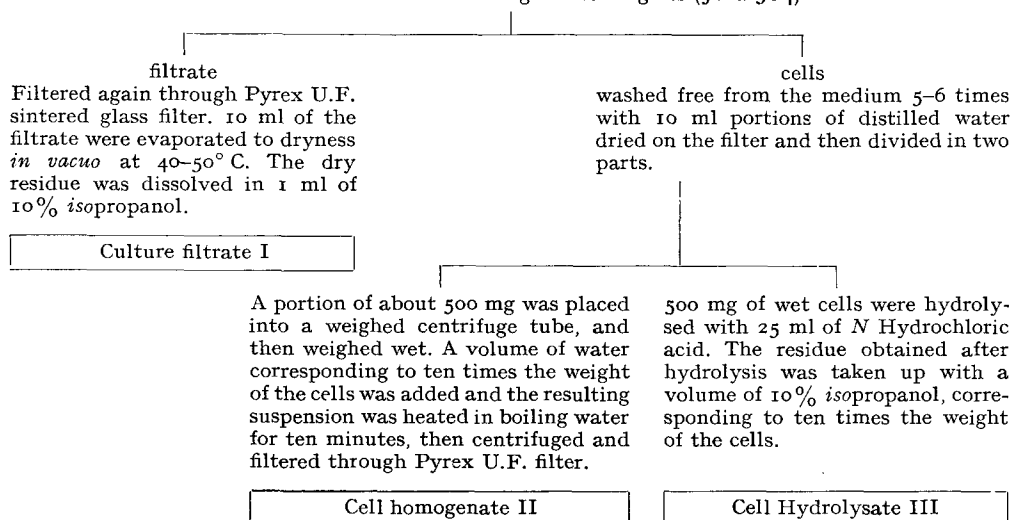 filtrate
Filtered again through Pyrex U.F.
sintered glass filter. 10 ml of the
filtrate were evaporated to dryness
in vacuo at 40–50° C. The dry
residue was dissolved in 1 ml of
10% isopropanol.
Culture filtrate I
cells
washed free from the medium 5–6 times
with 10 ml portions of distilled water
dried on the filter and then divided in two
parts.
A portion of about 500 mg was placed
into a weighed centrifuge tube, and
then weighed wet. A volume of water
corresponding to ten times the weight
of the cells was added and the resulting
suspension was heated in boiling water
for ten minutes, then centrifuged and
filtered through Pyrex U.F. filter.
Cell homogenate II
500 mg of wet cells were hydroly-
sed with 25 ml of N Hydrochloric
acid. The residue obtained after
hydrolysis was taken up with a
volume of 10% isopropanol, corre-
sponding to ten times the weight
of the cells.
Cell Hydrolysate III